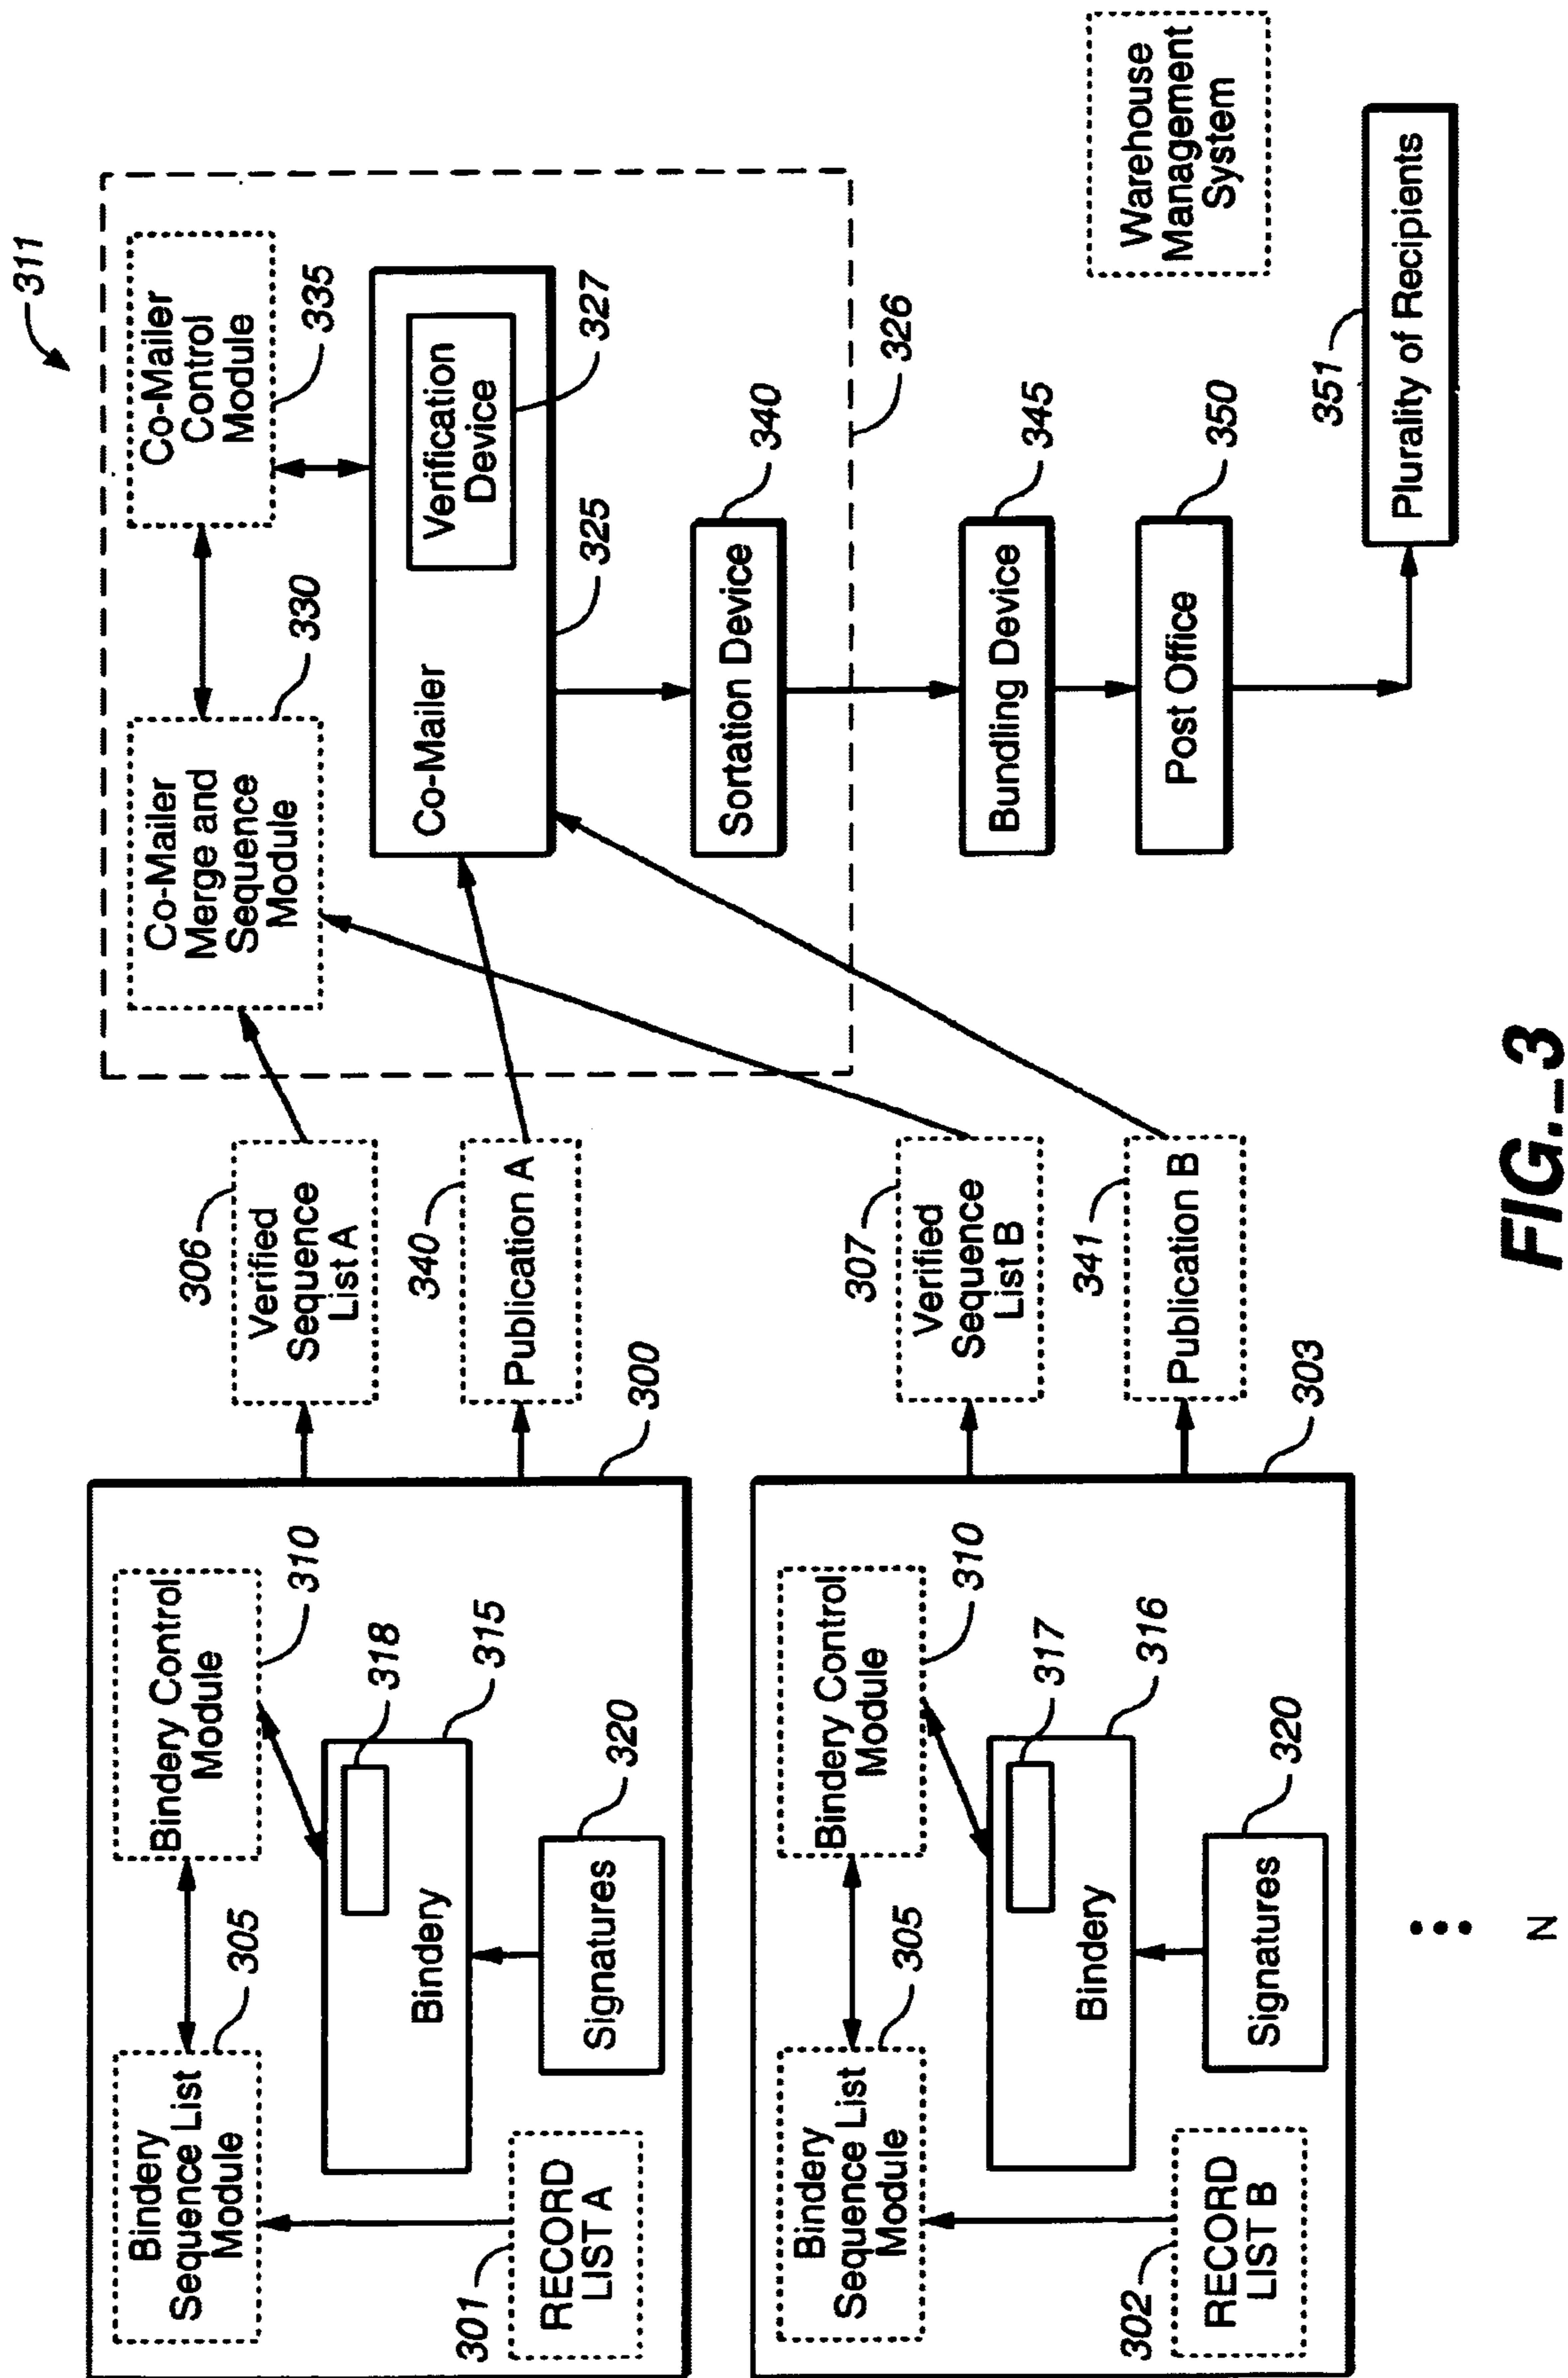 311
Bindery
Sequence List
Module
305
Bindery Control
Module
310
301
RECORD
LIST A
Bindery
318
315
Signatures
320
300
306
Verified
Sequence
List A
340
Publication A
Co-Mailer
Merge and
Sequence
Module
330
Co-Mailer
Control
Module
335
Co-Mailer
Verification
Device
327
325
Sortation Device
340
326
Bindery
Sequence List
Module
305
Bindery Control
Module
310
302
RECORD
LIST B
Bindery
317
316
Signatures
320
303
307
Verified
Sequence
List B
341
Publication B
Bundling Device
345
Post Office
350
351
Plurality of Recipients
Warehouse
Management
System
N
FIG._3